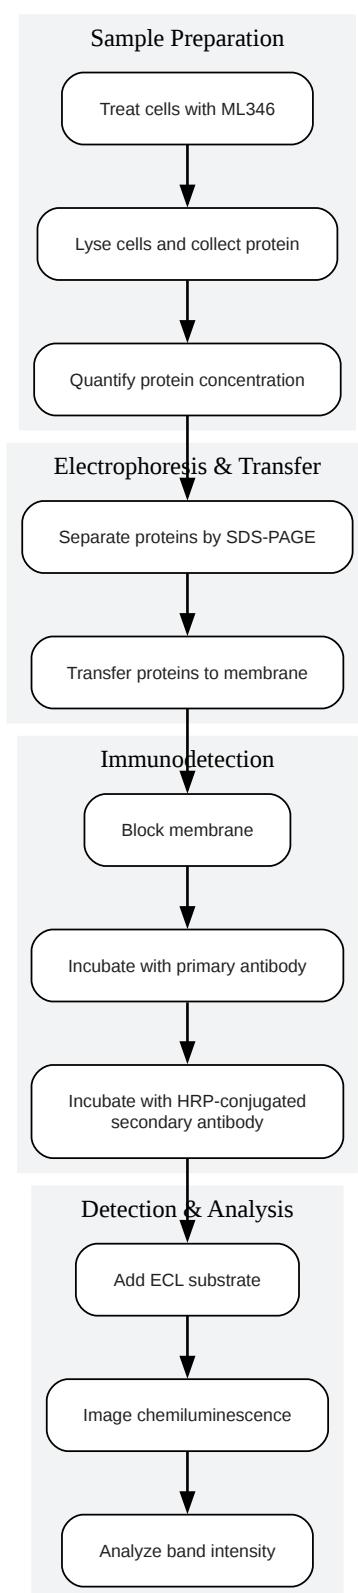 Sample Preparation
Treat cells with ML346
Lyse cells and collect protein
Quantify protein concentration
Electrophoresis & Transfer
Separate proteins by SDS-PAGE
Transfer proteins to membrane
Immunodetection
Block membrane
Incubate with primary antibody
Incubate with HRP-conjugated
secondary antibody
Detection & Analysis
Add ECL substrate
Image chemiluminescence
Analyze band intensity